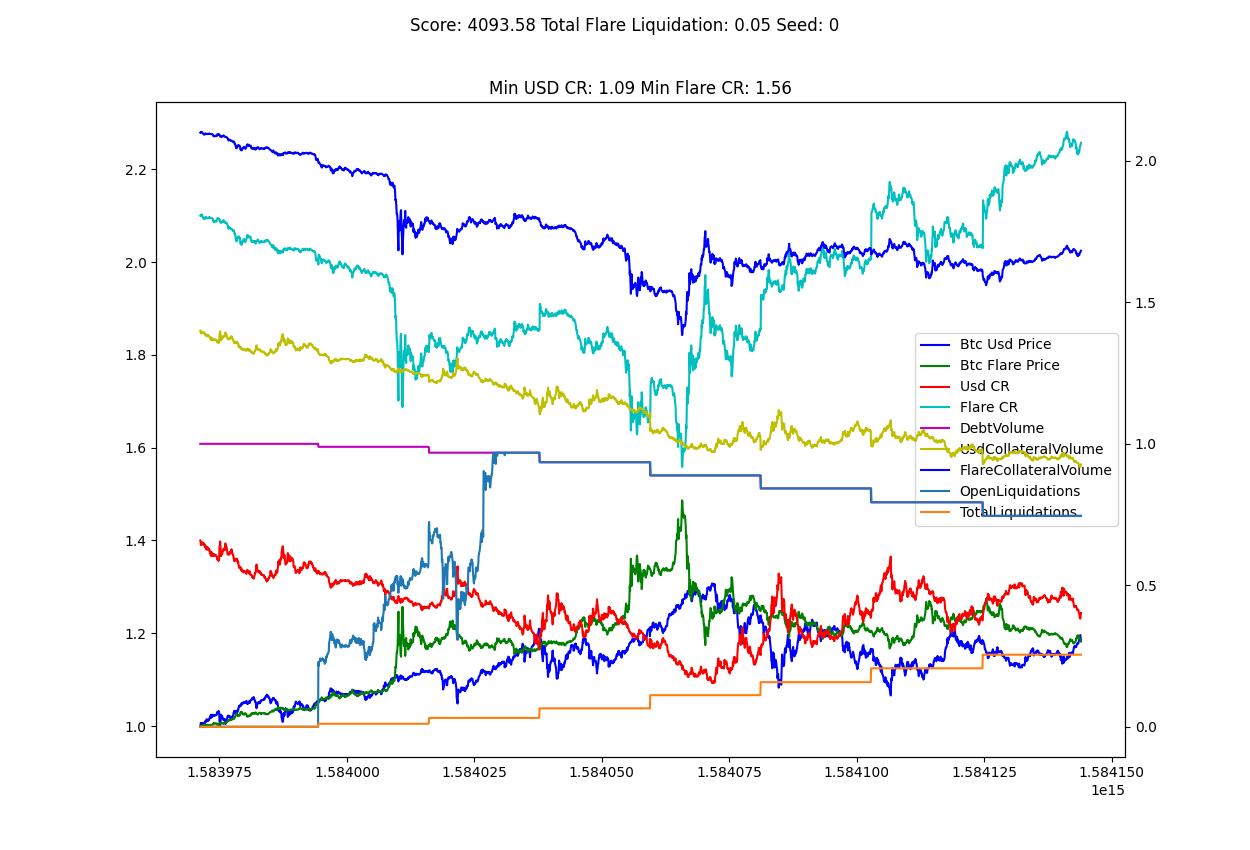 Score: 4093.58 Total Flare Liquidation: 0.05 Seed: 0
Min USD CR: 1.09 Min Flare CR: 1.56
2.2
2.0
1.8
1.6
1.4
1.2
1.0
2.0
1.5
1.0
0.5
0.0
Btc Usd Price
Btc Flare Price
Usd CR
Flare CR
DebtVolume
UsdCollateralVolume
FlareCollateralVolume
OpenLiquidations
TotalLiquidations
1.583975 1.584000 1.584025 1.584050 1.584075 1.584100 1.584125 1.584150
1e15